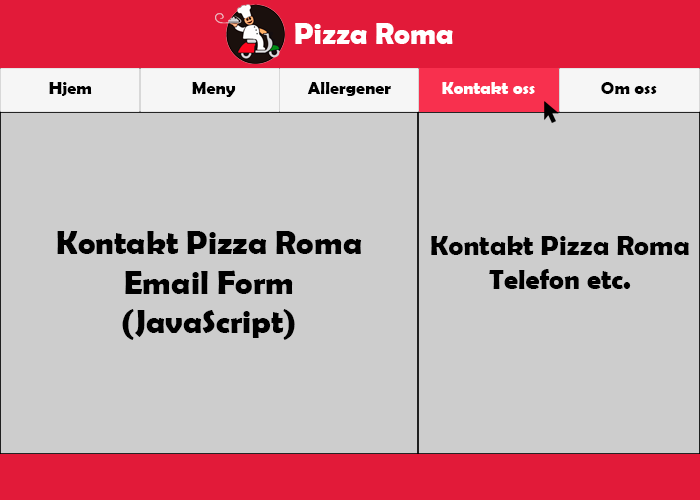 Pizza Roma
Hjem
Meny
Allergener
Kontakt oss
Om oss
Kontakt Pizza Roma
Email Form
(JavaScript)
Kontakt Pizza Roma
Telefon etc.